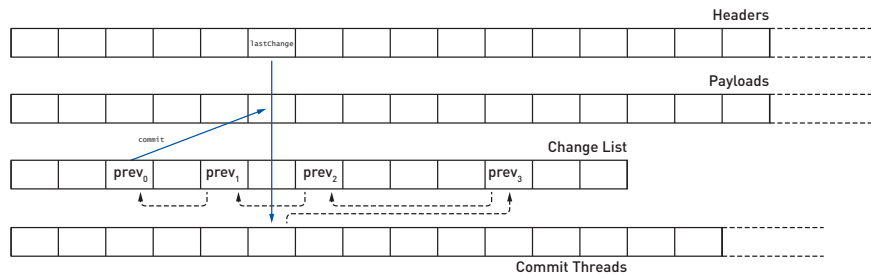 Headers
lastChange
Payloads
commit
Change List
prev₀ prev₁ prev₂ prev₃
Commit Threads